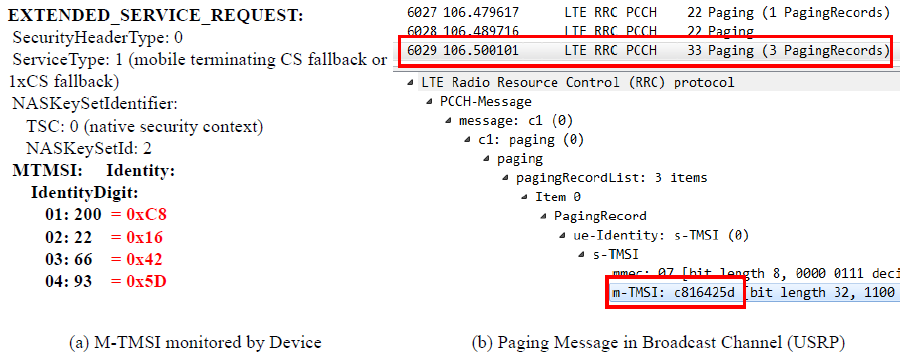 EXTENDED_SERVICE_REQUEST:
SecurityHeaderType: 0
ServiceType: 1 (mobile terminating CS fallback or
1xCS fallback)
NASKeySetIdentifier:
TSC: 0 (native security context)
NASKeySetId: 2
MTMSI: Identity:
IdentityDigit:
01: 200 = 0xC8
02: 22 = 0x16
03: 66 = 0x42
04: 93 = 0x5D
(a) M-TMSI monitored by Device
6027 106.479617 LTE RRC PCCH 22 Paging (1 PagingRecords)
6028 106.489716 LTE RRC PCCH 22 Paging
6029 106.500101 LTE RRC PCCH 33 Paging (3 PagingRecords)
LTE Radio Resource Control (RRC) protocol
PCCH-Message
message: c1 (0)
c1: paging (0)
paging
pagingRecordList: 3 items
Item 0
PagingRecord
ue-Identity: s-TMSI (0)
s-TMSI
mmec: 07 [bit length 8, 0000 0111 deci
m-TMSI: c816425d [bit length 32, 1100
(b) Paging Message in Broadcast Channel (USRP)